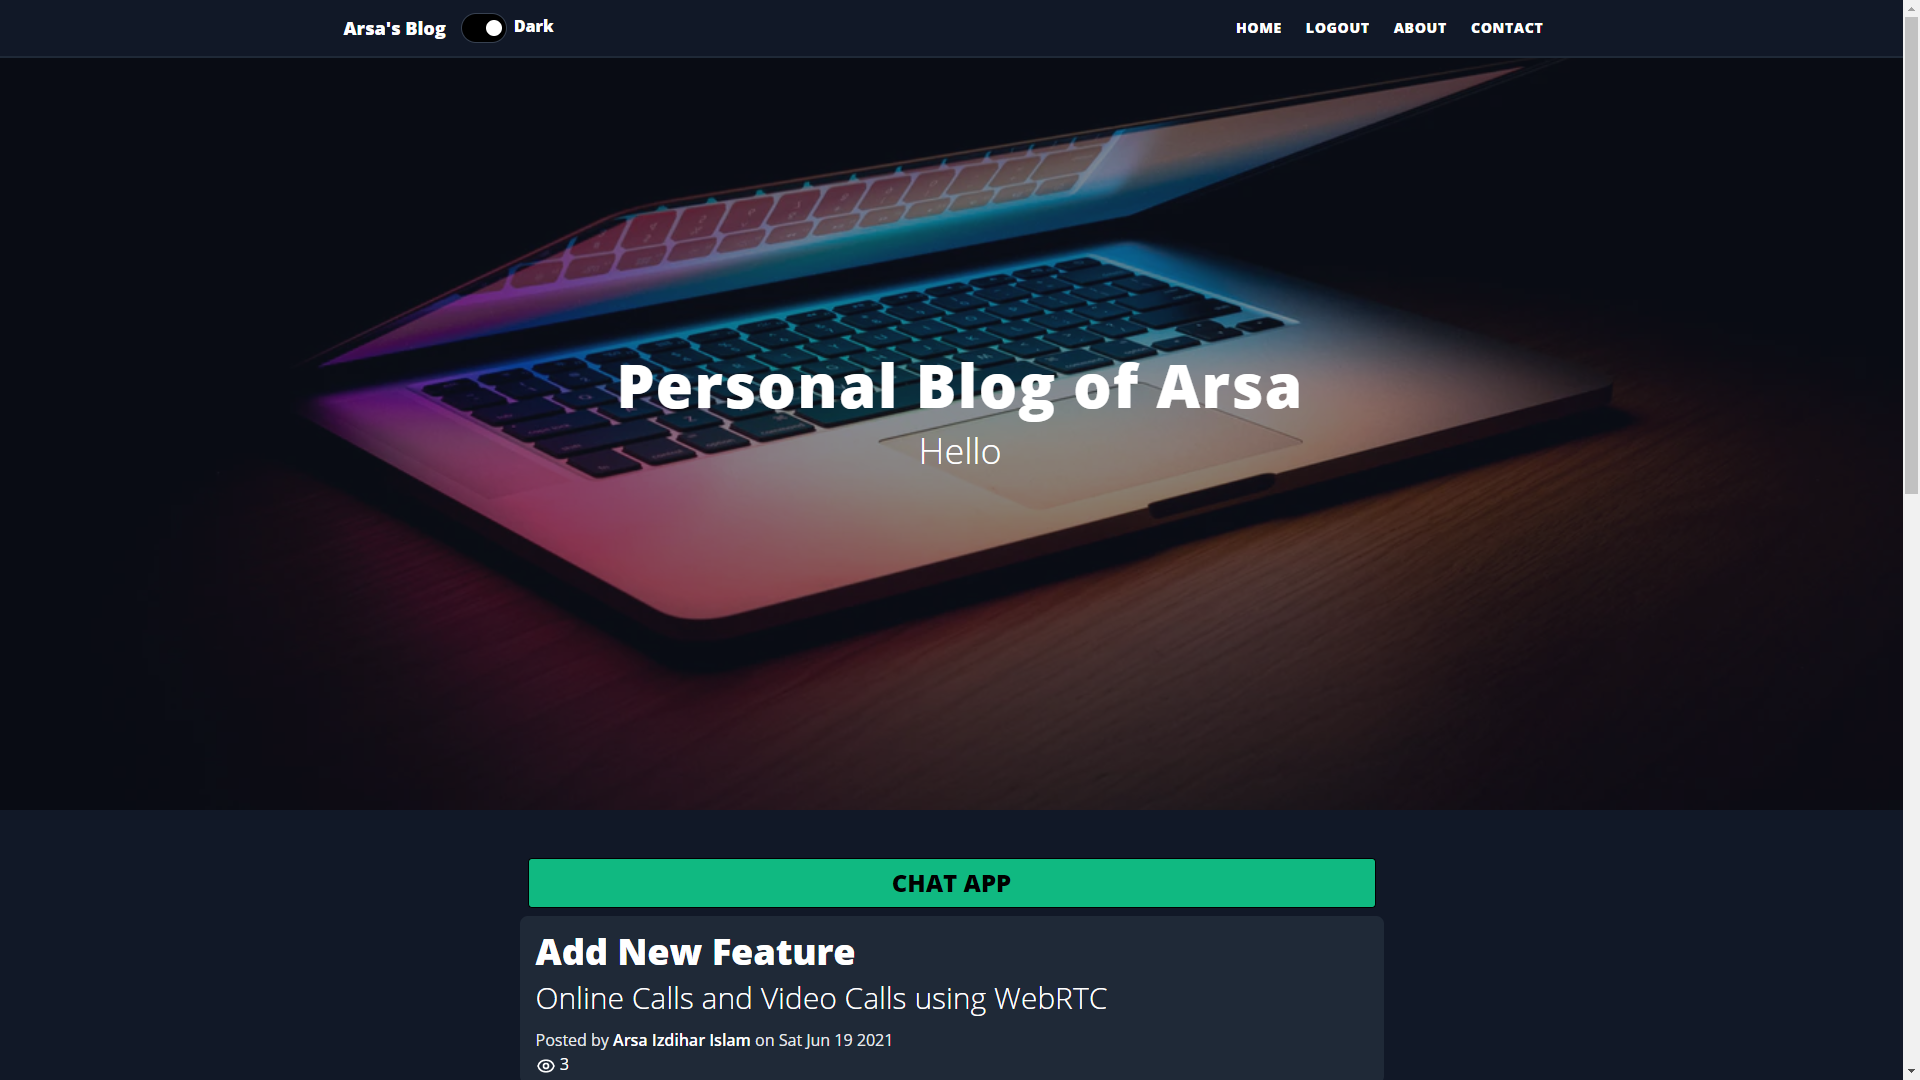 Arsa's Blog
Dark
HOME
LOGOUT
ABOUT
CONTACT
Personal Blog of Arsa
Hello
CHAT APP
Add New Feature
Online Calls and Video Calls using WebRTC
Posted by Arsa Izdihar Islam on Sat Jun 19 2021
3